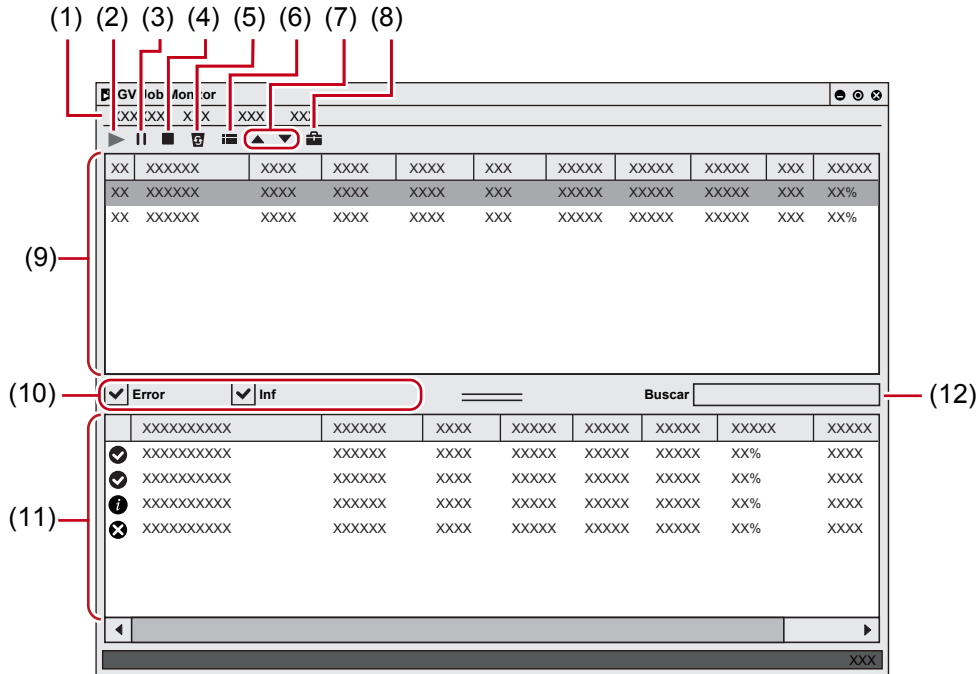 (1) (2) (3) (4) (5) (6) (7) (8)
GV Job Monitor
XXXXXX XXX XXX XXX
XX XXXXXX XXXX XXXX XXXX XXX XXXXX XXXXX XXXXX XXX XXXXX
XX XXXXXX XXXX XXXX XXXX XXX XXXXX XXXXX XXXXX XXX XX%
XX XXXXXX XXXX XXXX XXXX XXX XXXXX XXXXX XXXXX XXX XX%
(9)
(10) Error Inf Buscar (12)
XXXXXXXXXX XXXXXX XXXX XXXXX XXXXX XXXXX XXXXX XXXXX
XXXXXXXXXX XXXXXX XXXX XXXXX XXXXX XXXXX XX% XXXX
XXXXXXXXXX XXXXXX XXXX XXXXX XXXXX XXXXX XX% XXXX
XXXXXXXXXX XXXXXX XXXX XXXXX XXXXX XXXXX XX% XXXX
(11)
XXXXXXXXXX XXXXXX XXXX XXXXX XXXXX XXXXX XX% XXXX
XXX